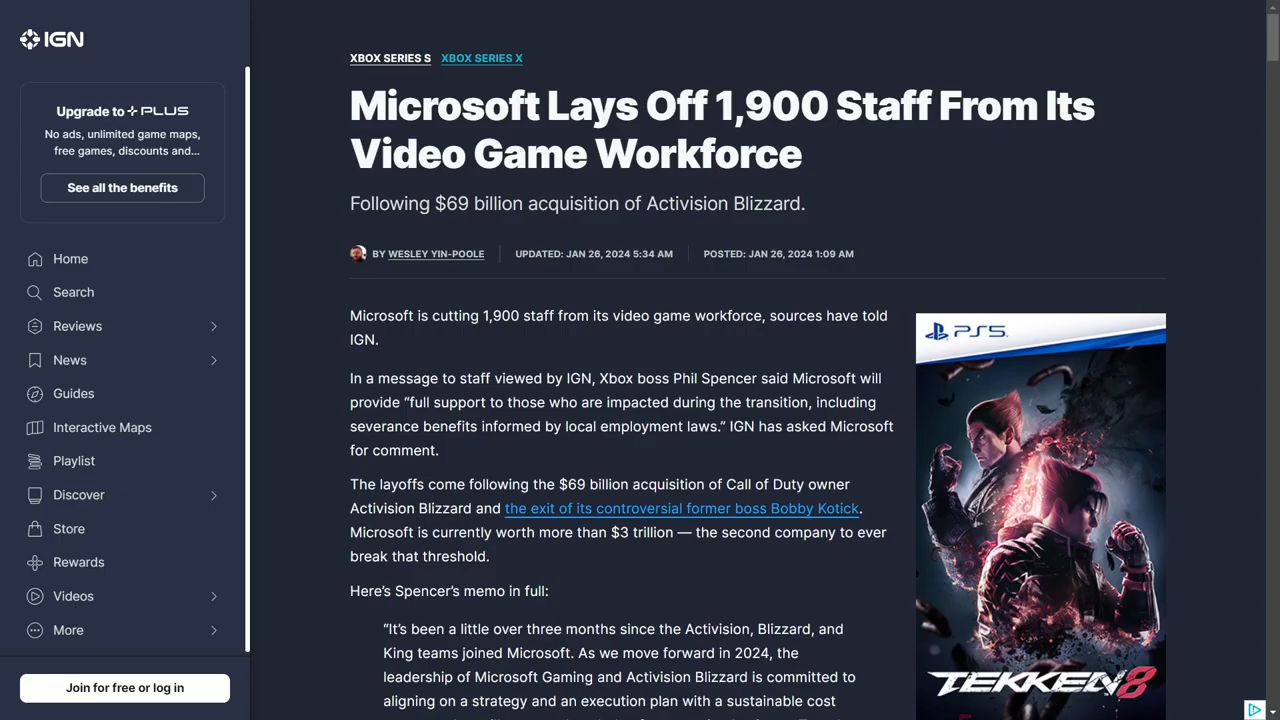 IGN
Upgrade to PLUS
No ads, unlimited game maps,
free games, discounts and...
See all the benefits
Home
Search
Reviews
News
Guides
Interactive Maps
Playlist
Discover
Store
Rewards
Videos
More
Join for free or log in
XBOX SERIES S XBOX SERIES X
Microsoft Lays Off 1,900 Staff From Its
Video Game Workforce
Following $69 billion acquisition of Activision Blizzard.
BY WESLEY YIN-POOLE UPDATED: JAN 26, 2024 5:34 AM POSTED: JAN 26, 2024 1:09 AM
Microsoft is cutting 1,900 staff from its video game workforce, sources have told
IGN.
In a message to staff viewed by IGN, Xbox boss Phil Spencer said Microsoft will
provide “full support to those who are impacted during the transition, including
severance benefits informed by local employment laws.” IGN has asked Microsoft
for comment.
The layoffs come following the $69 billion acquisition of Call of Duty owner
Activision Blizzard and the exit of its controversial former boss Bobby Kotick.
Microsoft is currently worth more than $3 trillion — the second company to ever
break that threshold.
Here’s Spencer’s memo in full:
“It’s been a little over three months since the Activision, Blizzard, and
King teams joined Microsoft. As we move forward in 2024, the
leadership of Microsoft Gaming and Activision Blizzard is committed to
aligning on a strategy and an execution plan with a sustainable cost
PS5
TEKKEN 8